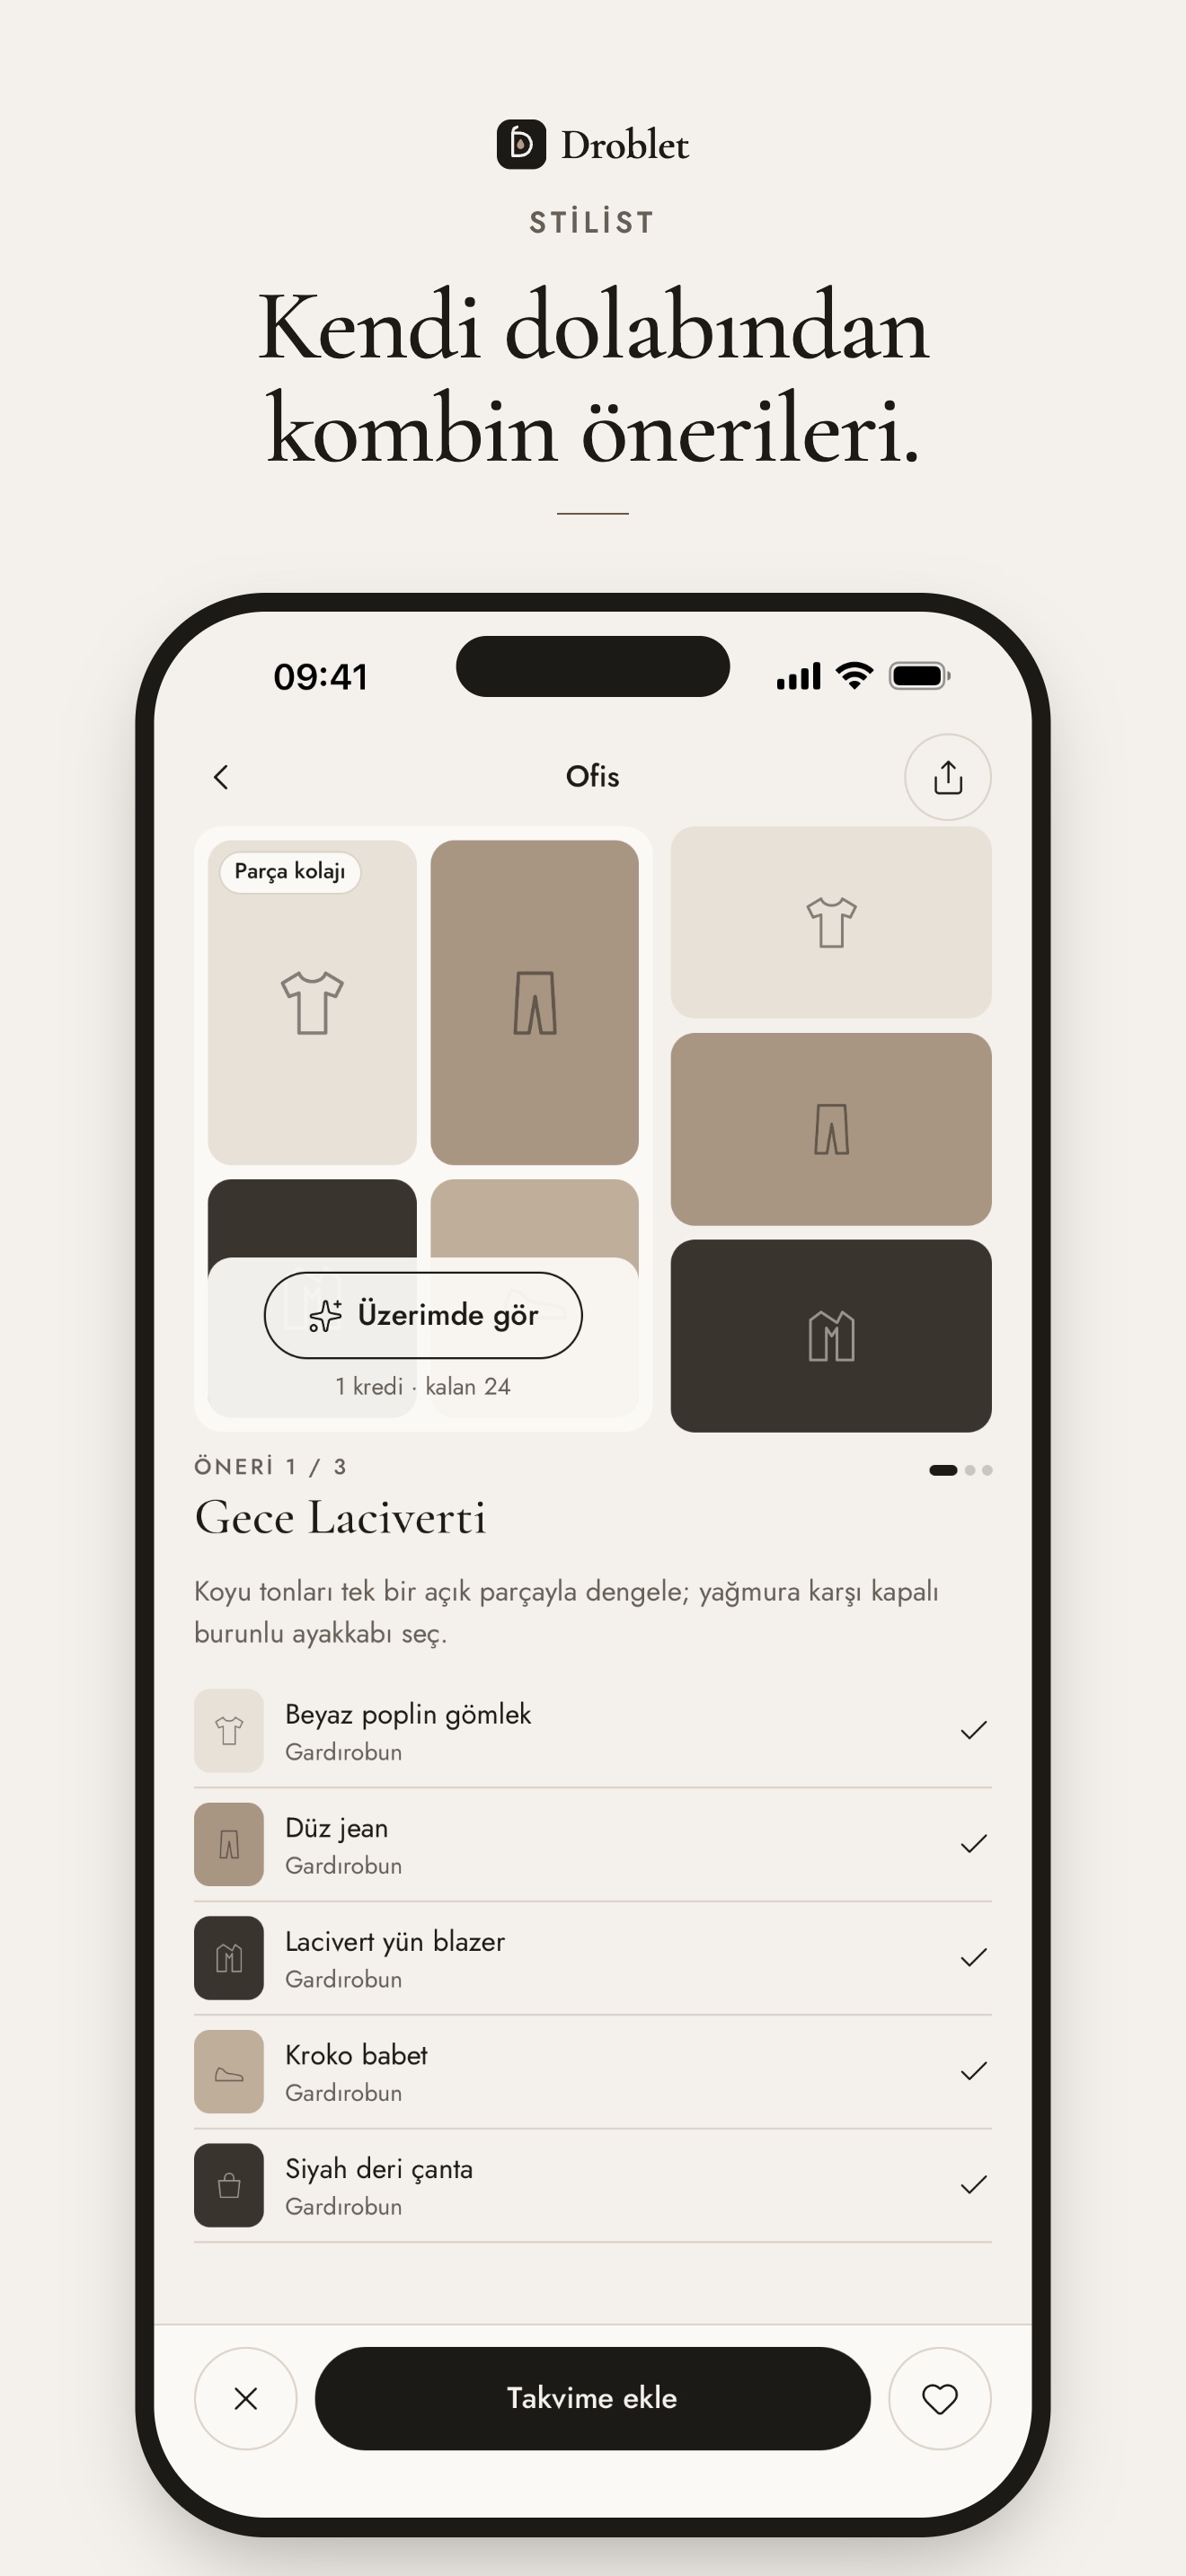 Droblet
STİLİST
Kendi dolabından
kombin önerileri.
09:41
Ofis
Parça kolajı
Üzerimde gör
1 kredi · kalan 24
ÖNERİ 1 / 3
Gece Laciverti
Koyu tonları tek bir açık parçayla dengele; yağmura karşı kapalı
burunlu ayakkabı seç.
Beyaz poplin gömlek
Gardırobun
Düz jean
Gardırobun
Lacivert yün blazer
Gardırobun
Kroko babet
Gardırobun
Siyah deri çanta
Gardırobun
Takvime ekle